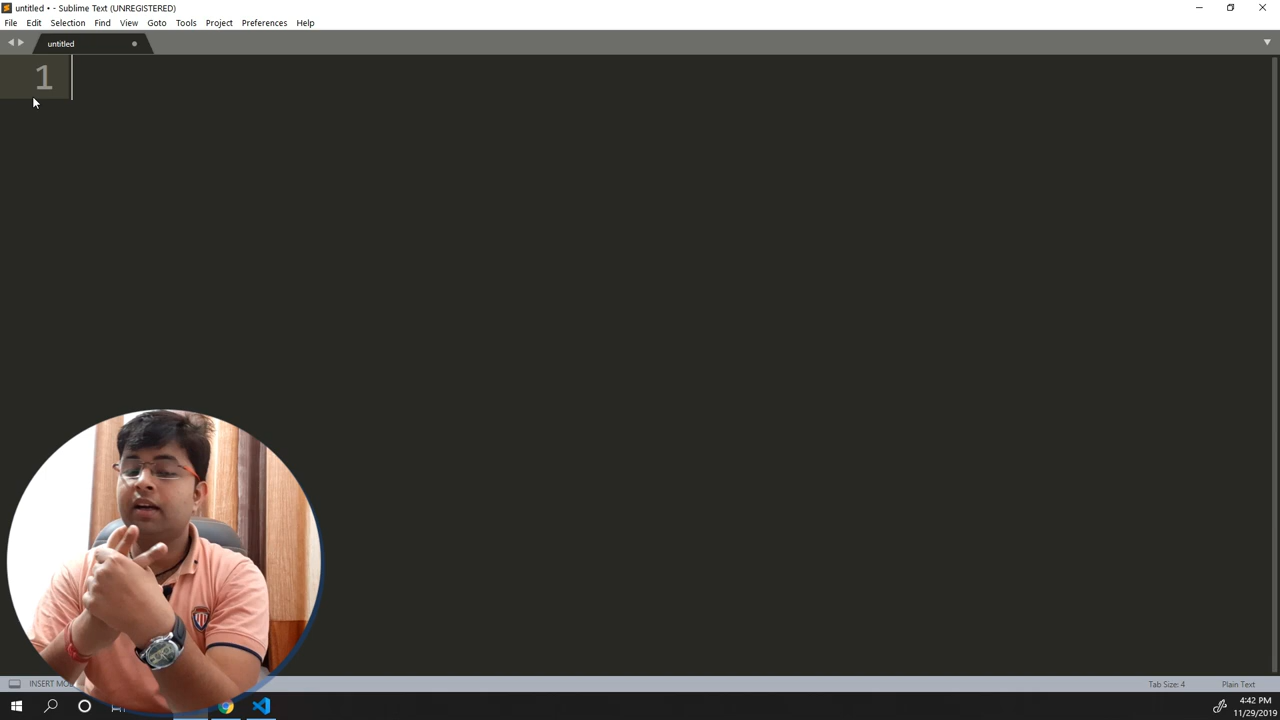 untitled • - Sublime Text (UNREGISTERED)
File Edit Selection Find View Goto Tools Project Preferences Help
untitled
1
INSERT
Tab Size: 4
Plain Text
4:42 PM
11/29/2019